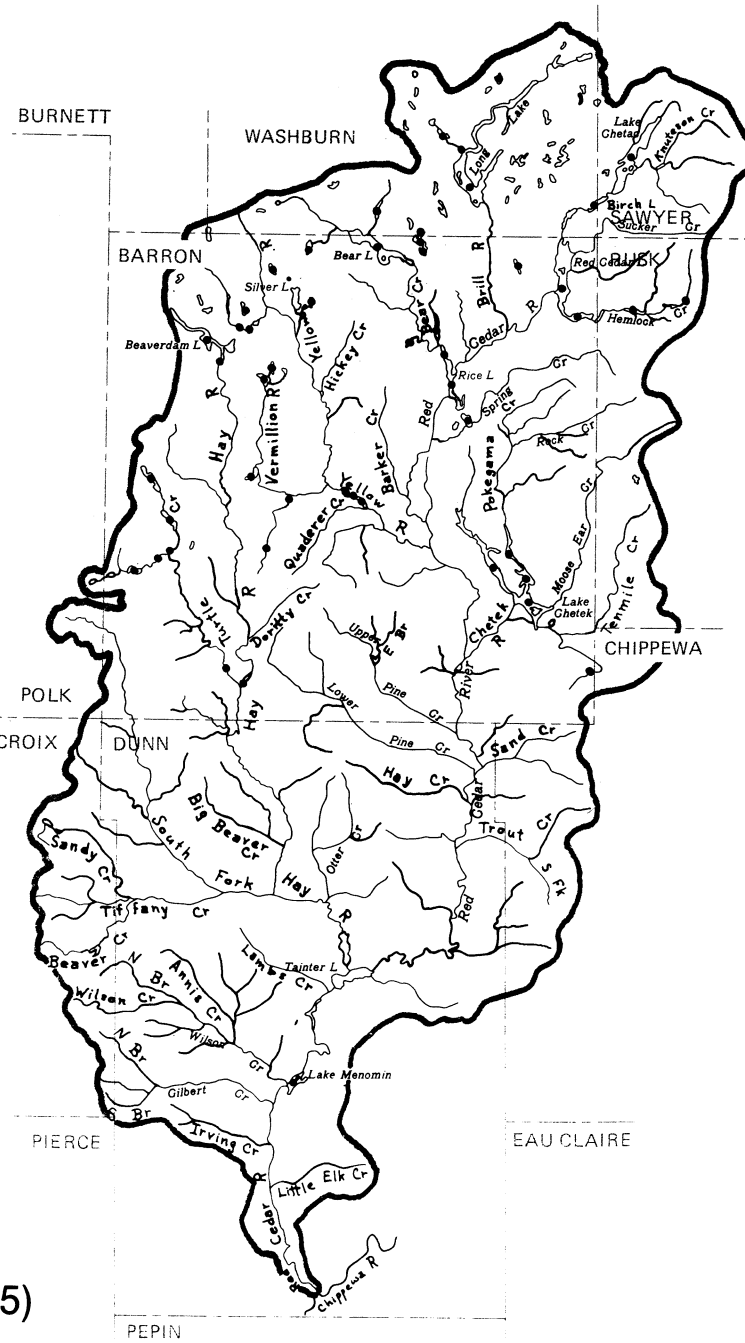 BURNETT
WASHBURN
Long Lake
Lake Chetac
Knuteson Cr
Birch L
SAWYER
Sucker Cr
BARRON
R
Bear L
Red Cedar L
RUSK
Silver L
Yellow
Bear Cr
Brill R
Hemlock Cr
Beaverdam L
Hickey Cr
Cedar R
Rice L
Spring Cr
Hay R
Vermillion R
Barker Cr
Red
Pokegama Cr
Rock Cr
Yellow R
Quaderer Cr
Cr
Moose Ear Cr
Tenmile Cr
Turtle
R
Doritty Cr
Upper E Br
Chetek R
Lake Chetek
CHIPPEWA
River
Lower
Pine Cr
POLK
Hay
CROIX
DUNN
Pine Cr
Sand Cr
Hay Cr
Cedar
Big Beaver Cr
South Fork Hay R
Otter Cr
Trout Cr
S Fk
Sandy Cr
Red
Tiffany Cr
Beaver Cr
N Br
Annis Cr
Lambs Cr
Tainter L
Wilson Cr
Wilson Cr
N Br
Lake Menomin
Gilbert Cr
S Br
PIERCE
Irving Cr
EAU CLAIRE
Little Elk Cr
Red Cedar R
Chippewa R
5)
PEPIN